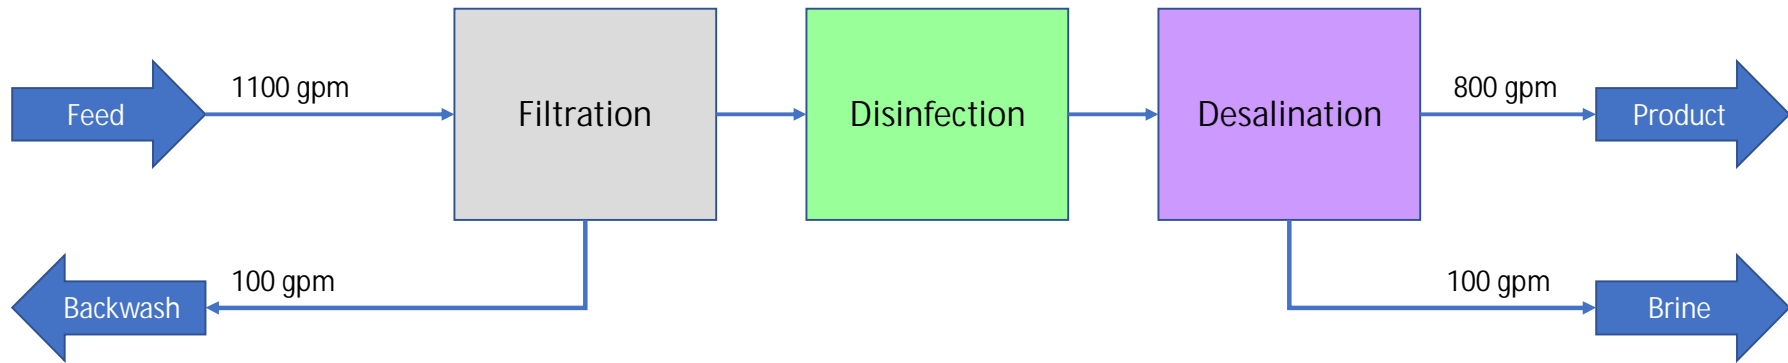 1100 gpm
800 gpm
Feed
Filtration
Disinfection
Desalination
Product
100 gpm
100 gpm
Backwash
Brine